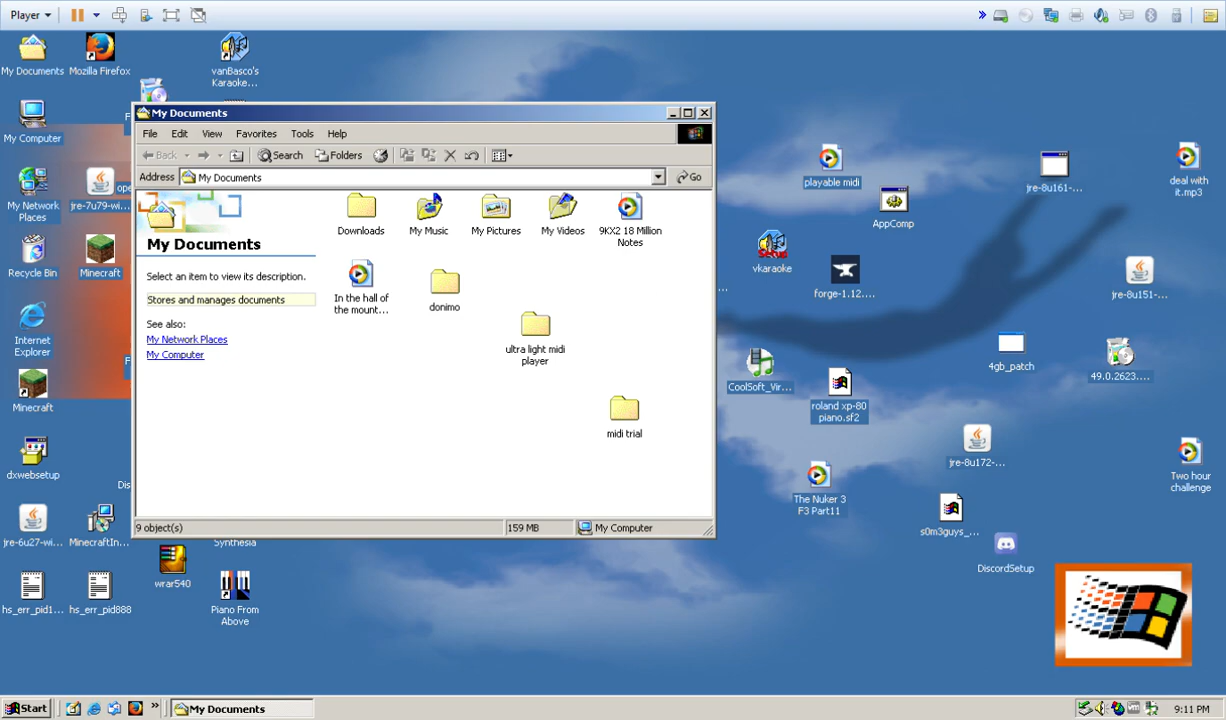 Player
My Documents
Mozilla Firefox
vanBasco's
Karaoke...
My Computer
My Network
Places
jre-7u79-wi...
ope
Recycle Bin
Minecraft
Internet
Explorer
Minecraft
dxwebsetup
Dis
jre-6u27-wi...
MinecraftIn...
Synthesia
wrar540
hs_err_pid1...
hs_err_pid888
Piano From
Above
My Documents
File Edit View Favorites Tools Help
Back Search Folders
Address My Documents Go
My Documents
Select an item to view its description.
Stores and manages documents
See also:
My Network Places
My Computer
Downloads
My Music
My Pictures
My Videos
9KX2 18 Million
Notes
In the hall of
the mount...
donimo
ultra light midi
player
midi trial
9 object(s) 159 MB My Computer
playable midi
AppComp
jre-8u161-...
deal with
it.mp3
vkaraoke
forge-1.12....
jre-8u151-...
CoolSoft_Vir...
roland xp-80
piano.sf2
4gb_patch
49.0.2623....
jre-8u172-...
The Nuker 3
F3 Part11
s0m3guys_...
Two hour
challenge
DiscordSetup
Start My Documents 9:11 PM